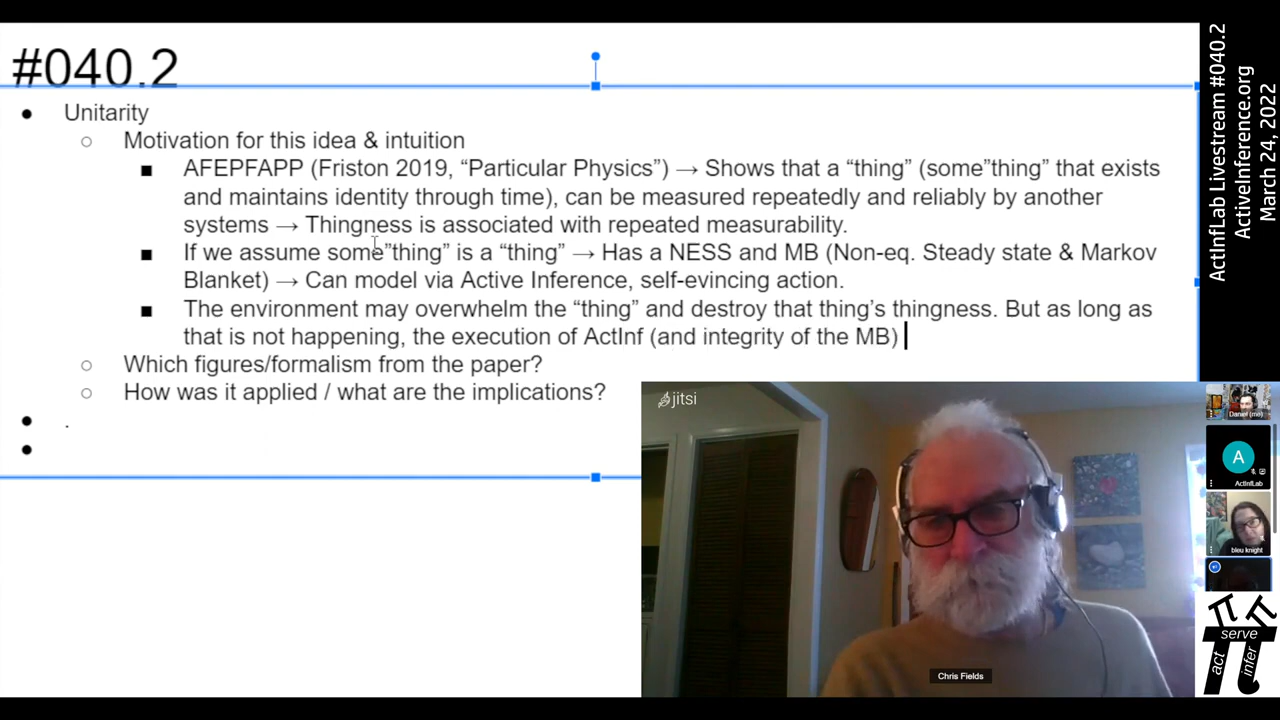 #040.2
● Unitarity
○ Motivation for this idea & intuition
■ AFEPFAPP (Friston 2019, “Particular Physics”) → Shows that a “thing” (some”thing” that exists
and maintains identity through time), can be measured repeatedly and reliably by another
systems → Thingness is associated with repeated measurability.
■ If we assume some”thing” is a “thing” → Has a NESS and MB (Non-eq. Steady state & Markov
Blanket) → Can model via Active Inference, self-evincing action.
■ The environment may overwhelm the “thing” and destroy that thing’s thingness. But as long as
that is not happening, the execution of ActInf (and integrity of the MB)
○ Which figures/formalism from the paper?
○ How was it applied / what are the implications?
● .
●
jitsi
Chris Fields
ActInfLab Livestream #040.2
ActiveInference.org
March 24, 2022
Daniel (me)
A
ActInfLab
bleu knight
act
serve
infer